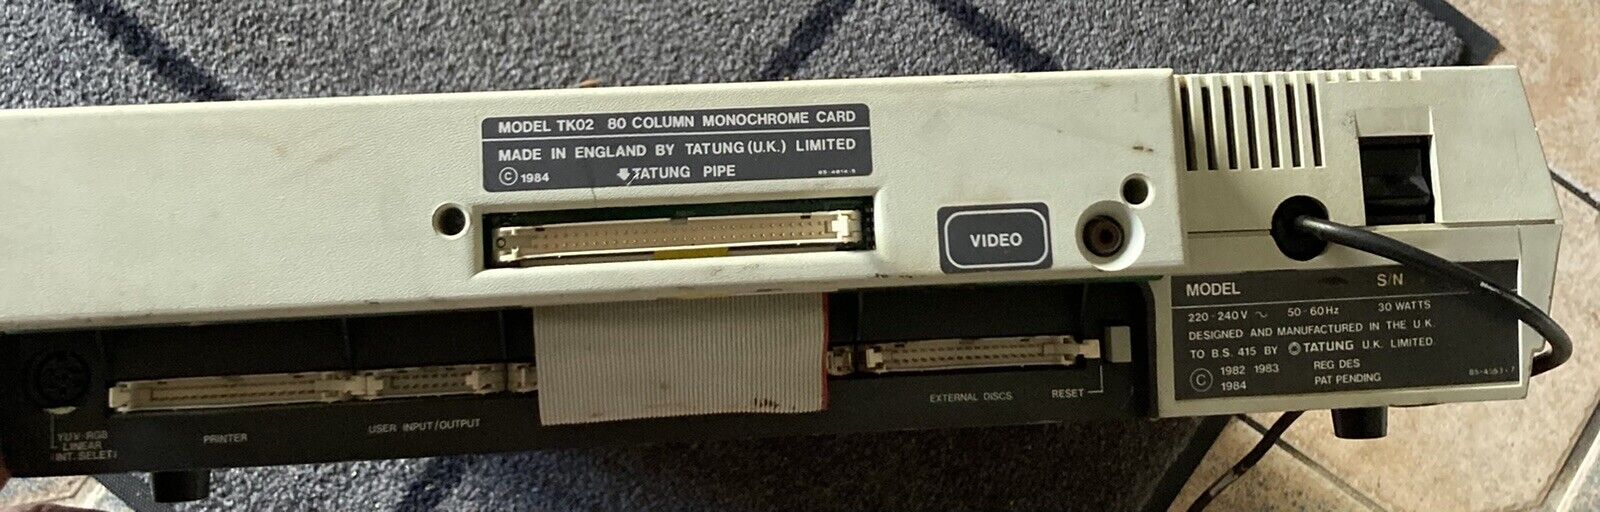 MODEL TK02 80 COLUMN MONOCHROME CARD
MADE IN ENGLAND BY TATUNG (U.K.) LIMITED
© 1984 TATUNG PIPE
VIDEO
MODEL S/N
220-240V ~ 50-60Hz 30 WATTS
DESIGNED AND MANUFACTURED IN THE U.K.
TO B.S. 415 BY TATUNG U.K. LIMITED.
© 1982 1983 REG DES
1984 PAT PENDING
YUV-RGB
LINEAR
(INT. SELET)
PRINTER
USER INPUT/OUTPUT
EXTERNAL DISCS
RESET